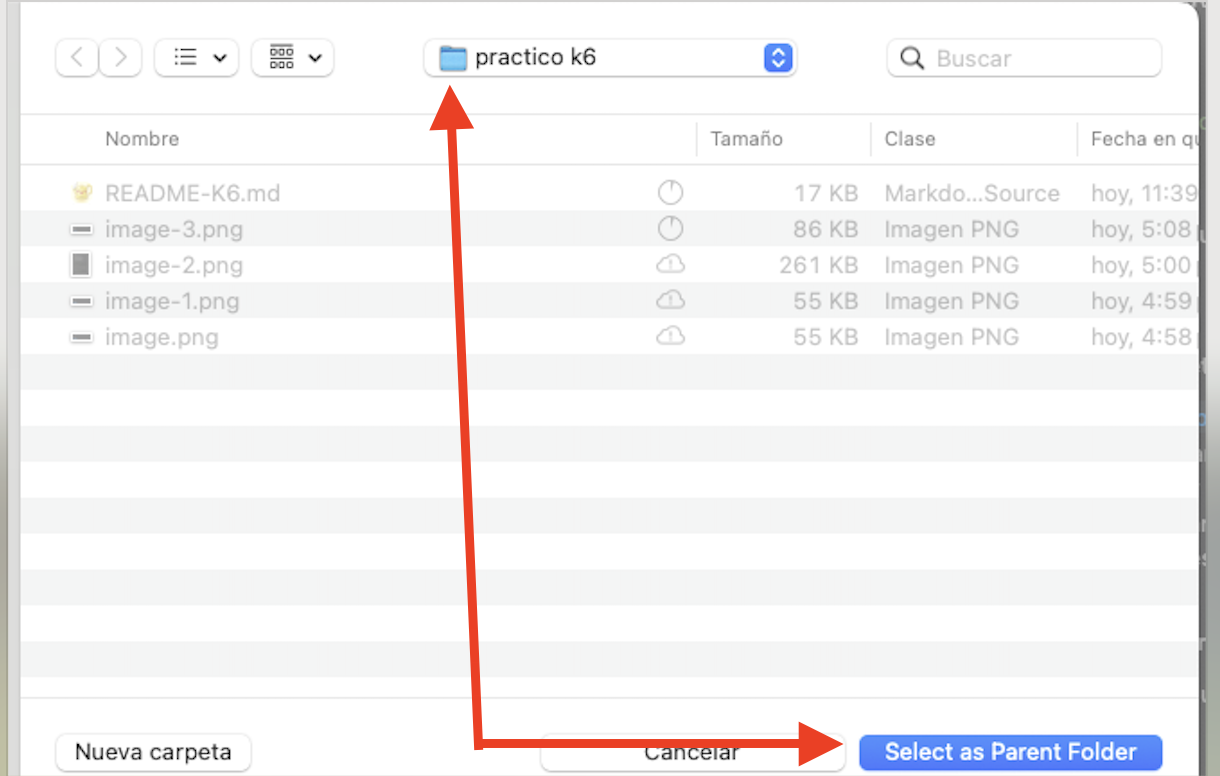 practico k6
Buscar
Nombre Tamaño Clase Fecha en qu
README-K6.md 17 KB Markdo...Source hoy, 11:39
image-3.png 86 KB Imagen PNG hoy, 5:08
image-2.png 261 KB Imagen PNG hoy, 5:00
image-1.png 55 KB Imagen PNG hoy, 4:59
image.png 55 KB Imagen PNG hoy, 4:58
Nueva carpeta Cancelar Select as Parent Folder